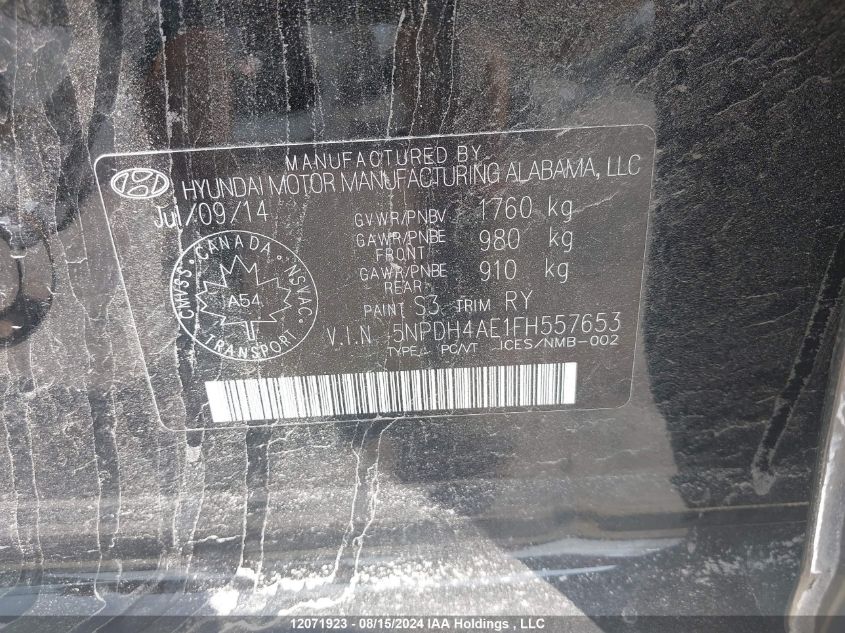 MANUFACTURED BY
HYUNDAI MOTOR MANUFACTURING ALABAMA, LLC
Jul/09/14
GVWR/PNBV 1760 kg
GAWR/PNBE FRONT 980 kg
GAWR/PNBE REAR 910 kg
PAINT S3 TRIM RY
V.I.N. 5NPDH4AE1FH557653
TYPE PC/VT ICES/NMB-002
CMVSS · CANADA · NSVAC
A54
TRANSPORT
12071923 - 08/15/2024 IAA Holdings , LLC